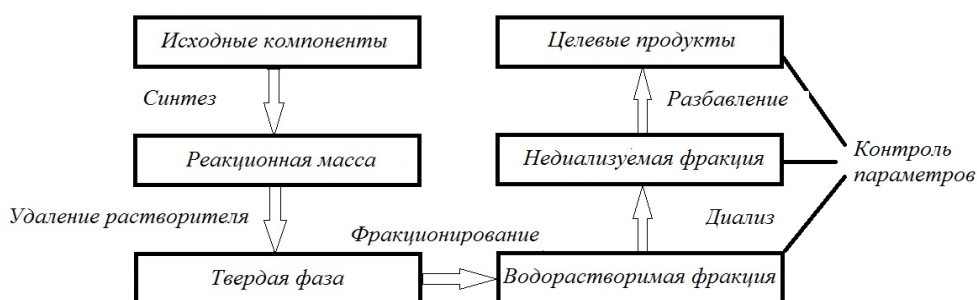 Исходные компоненты
Целевые продукты
Синтез
Разбавление
Реакционная масса
Недиализуемая фракция
Контроль
параметров
Удаление растворителя
Диализ
Фракционирование
Твердая фаза
Водорастворимая фракция